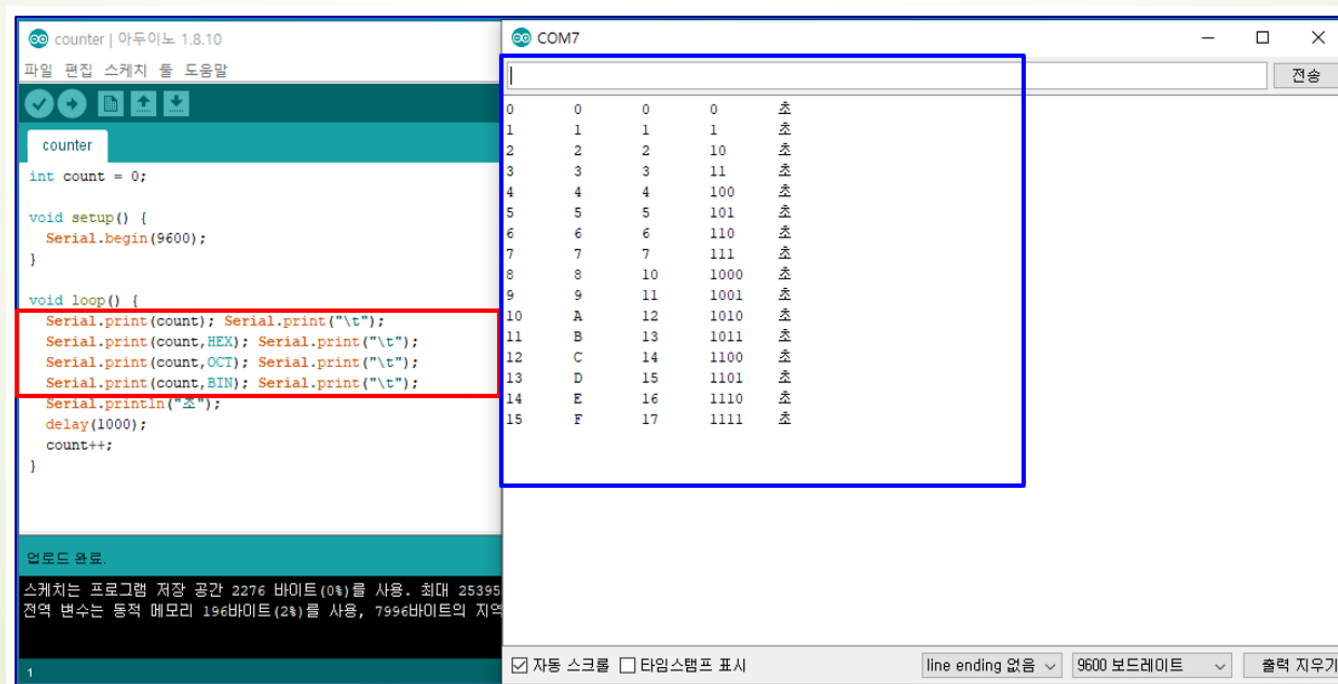 counter | 아두이노 1.8.10
파일 편집 스케치 툴 도움말
counter
int count = 0;
void setup() {
Serial.begin(9600);
}
void loop() {
Serial.print(count); Serial.print("\t");
Serial.print(count,HEX); Serial.print("\t");
Serial.print(count,OCT); Serial.print("\t");
Serial.print(count,BIN); Serial.print("\t");
Serial.println("초");
delay(1000);
count++;
}
업로드 완료.
스케치는 프로그램 저장 공간 2276 바이트(0%)를 사용. 최대 25395
전역 변수는 동적 메모리 196바이트(2%)를 사용, 7996바이트의 지역
1
COM7
전송
0 0 0 0 초
1 1 1 1 초
2 2 2 10 초
3 3 3 11 초
4 4 4 100 초
5 5 5 101 초
6 6 6 110 초
7 7 7 111 초
8 8 10 1000 초
9 9 11 1001 초
10 A 12 1010 초
11 B 13 1011 초
12 C 14 1100 초
13 D 15 1101 초
14 E 16 1110 초
15 F 17 1111 초
자동 스크롤 타임스탬프 표시 line ending 없음 9600 보드레이트 출력 지우기